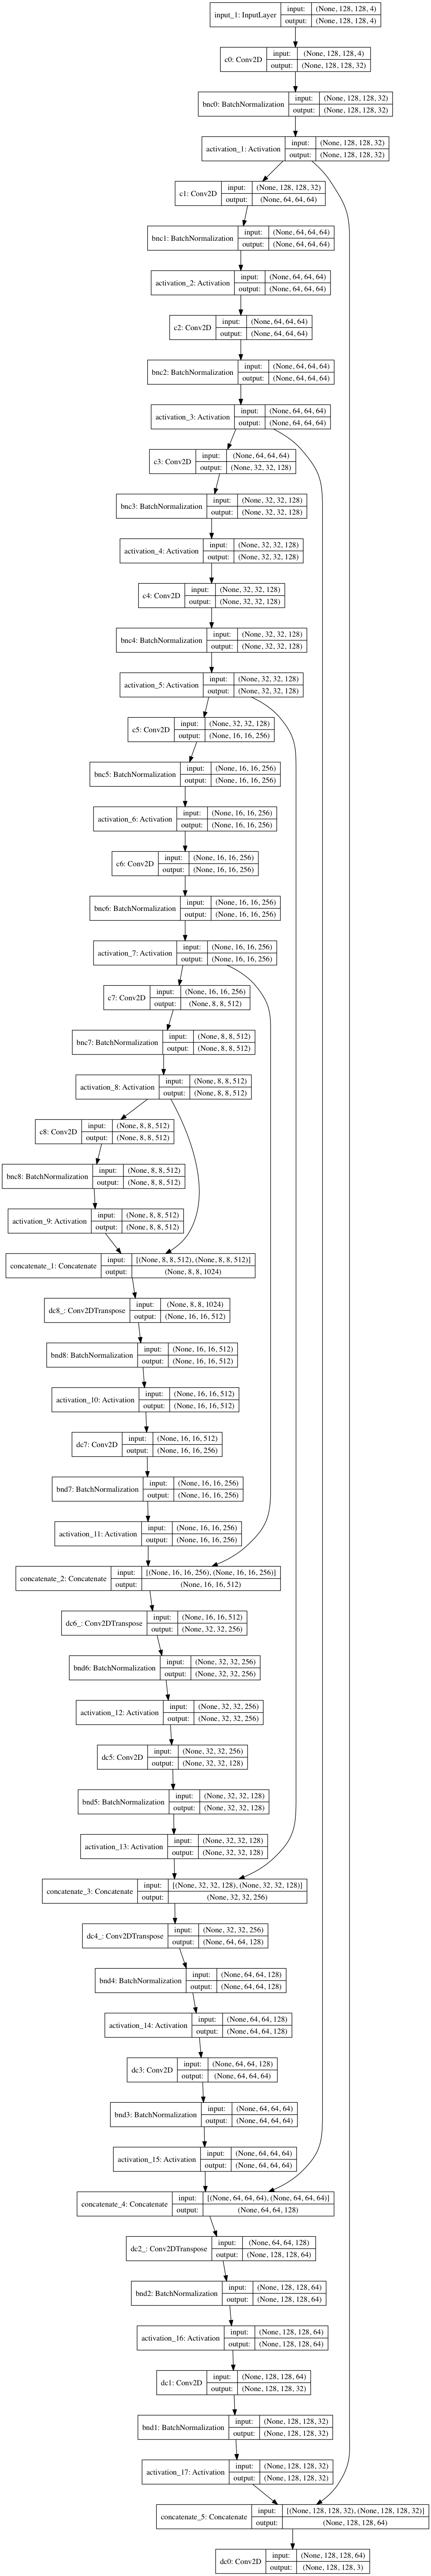 input_1: InputLayer
input: (None, 128, 128, 4)
output: (None, 128, 128, 4)
c0: Conv2D
input: (None, 128, 128, 4)
output: (None, 128, 128, 32)
bnc0: BatchNormalization
input: (None, 128, 128, 32)
output: (None, 128, 128, 32)
activation_1: Activation
input: (None, 128, 128, 32)
output: (None, 128, 128, 32)
c1: Conv2D
input: (None, 128, 128, 32)
output: (None, 64, 64, 64)
bnc1: BatchNormalization
input: (None, 64, 64, 64)
output: (None, 64, 64, 64)
activation_2: Activation
input: (None, 64, 64, 64)
output: (None, 64, 64, 64)
c2: Conv2D
input: (None, 64, 64, 64)
output: (None, 64, 64, 64)
bnc2: BatchNormalization
input: (None, 64, 64, 64)
output: (None, 64, 64, 64)
activation_3: Activation
input: (None, 64, 64, 64)
output: (None, 64, 64, 64)
c3: Conv2D
input: (None, 64, 64, 64)
output: (None, 32, 32, 128)
bnc3: BatchNormalization
input: (None, 32, 32, 128)
output: (None, 32, 32, 128)
activation_4: Activation
input: (None, 32, 32, 128)
output: (None, 32, 32, 128)
c4: Conv2D
input: (None, 32, 32, 128)
output: (None, 32, 32, 128)
bnc4: BatchNormalization
input: (None, 32, 32, 128)
output: (None, 32, 32, 128)
activation_5: Activation
input: (None, 32, 32, 128)
output: (None, 32, 32, 128)
c5: Conv2D
input: (None, 32, 32, 128)
output: (None, 16, 16, 256)
bnc5: BatchNormalization
input: (None, 16, 16, 256)
output: (None, 16, 16, 256)
activation_6: Activation
input: (None, 16, 16, 256)
output: (None, 16, 16, 256)
c6: Conv2D
input: (None, 16, 16, 256)
output: (None, 16, 16, 256)
bnc6: BatchNormalization
input: (None, 16, 16, 256)
output: (None, 16, 16, 256)
activation_7: Activation
input: (None, 16, 16, 256)
output: (None, 16, 16, 256)
c7: Conv2D
input: (None, 16, 16, 256)
output: (None, 8, 8, 512)
bnc7: BatchNormalization
input: (None, 8, 8, 512)
output: (None, 8, 8, 512)
activation_8: Activation
input: (None, 8, 8, 512)
output: (None, 8, 8, 512)
c8: Conv2D
input: (None, 8, 8, 512)
output: (None, 8, 8, 512)
bnc8: BatchNormalization
input: (None, 8, 8, 512)
output: (None, 8, 8, 512)
activation_9: Activation
input: (None, 8, 8, 512)
output: (None, 8, 8, 512)
concatenate_1: Concatenate
input: [(None, 8, 8, 512), (None, 8, 8, 512)]
output: (None, 8, 8, 1024)
dc8_: Conv2DTranspose
input: (None, 8, 8, 1024)
output: (None, 16, 16, 512)
bnd8: BatchNormalization
input: (None, 16, 16, 512)
output: (None, 16, 16, 512)
activation_10: Activation
input: (None, 16, 16, 512)
output: (None, 16, 16, 512)
dc7: Conv2D
input: (None, 16, 16, 512)
output: (None, 16, 16, 256)
bnd7: BatchNormalization
input: (None, 16, 16, 256)
output: (None, 16, 16, 256)
activation_11: Activation
input: (None, 16, 16, 256)
output: (None, 16, 16, 256)
concatenate_2: Concatenate
input: [(None, 16, 16, 256), (None, 16, 16, 256)]
output: (None, 16, 16, 512)
dc6_: Conv2DTranspose
input: (None, 16, 16, 512)
output: (None, 32, 32, 256)
bnd6: BatchNormalization
input: (None, 32, 32, 256)
output: (None, 32, 32, 256)
activation_12: Activation
input: (None, 32, 32, 256)
output: (None, 32, 32, 256)
dc5: Conv2D
input: (None, 32, 32, 256)
output: (None, 32, 32, 128)
bnd5: BatchNormalization
input: (None, 32, 32, 128)
output: (None, 32, 32, 128)
activation_13: Activation
input: (None, 32, 32, 128)
output: (None, 32, 32, 128)
concatenate_3: Concatenate
input: [(None, 32, 32, 128), (None, 32, 32, 128)]
output: (None, 32, 32, 256)
dc4_: Conv2DTranspose
input: (None, 32, 32, 256)
output: (None, 64, 64, 128)
bnd4: BatchNormalization
input: (None, 64, 64, 128)
output: (None, 64, 64, 128)
activation_14: Activation
input: (None, 64, 64, 128)
output: (None, 64, 64, 128)
dc3: Conv2D
input: (None, 64, 64, 128)
output: (None, 64, 64, 64)
bnd3: BatchNormalization
input: (None, 64, 64, 64)
output: (None, 64, 64, 64)
activation_15: Activation
input: (None, 64, 64, 64)
output: (None, 64, 64, 64)
concatenate_4: Concatenate
input: [(None, 64, 64, 64), (None, 64, 64, 64)]
output: (None, 64, 64, 128)
dc2_: Conv2DTranspose
input: (None, 64, 64, 128)
output: (None, 128, 128, 64)
bnd2: BatchNormalization
input: (None, 128, 128, 64)
output: (None, 128, 128, 64)
activation_16: Activation
input: (None, 128, 128, 64)
output: (None, 128, 128, 64)
dc1: Conv2D
input: (None, 128, 128, 64)
output: (None, 128, 128, 32)
bnd1: BatchNormalization
input: (None, 128, 128, 32)
output: (None, 128, 128, 32)
activation_17: Activation
input: (None, 128, 128, 32)
output: (None, 128, 128, 32)
concatenate_5: Concatenate
input: [(None, 128, 128, 32), (None, 128, 128, 32)]
output: (None, 128, 128, 64)
dc0: Conv2D
input: (None, 128, 128, 64)
output: (None, 128, 128, 3)